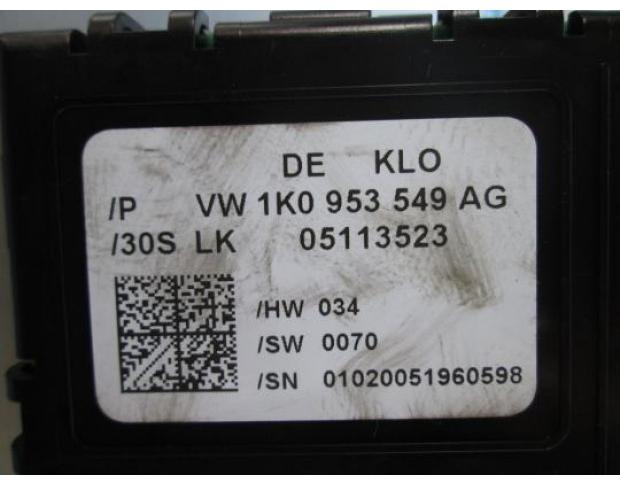 DE KLO
/P VW 1K0 953 549 AG
/30S LK 05113523
/HW 034
/SW 0070
/SN 01020051960598